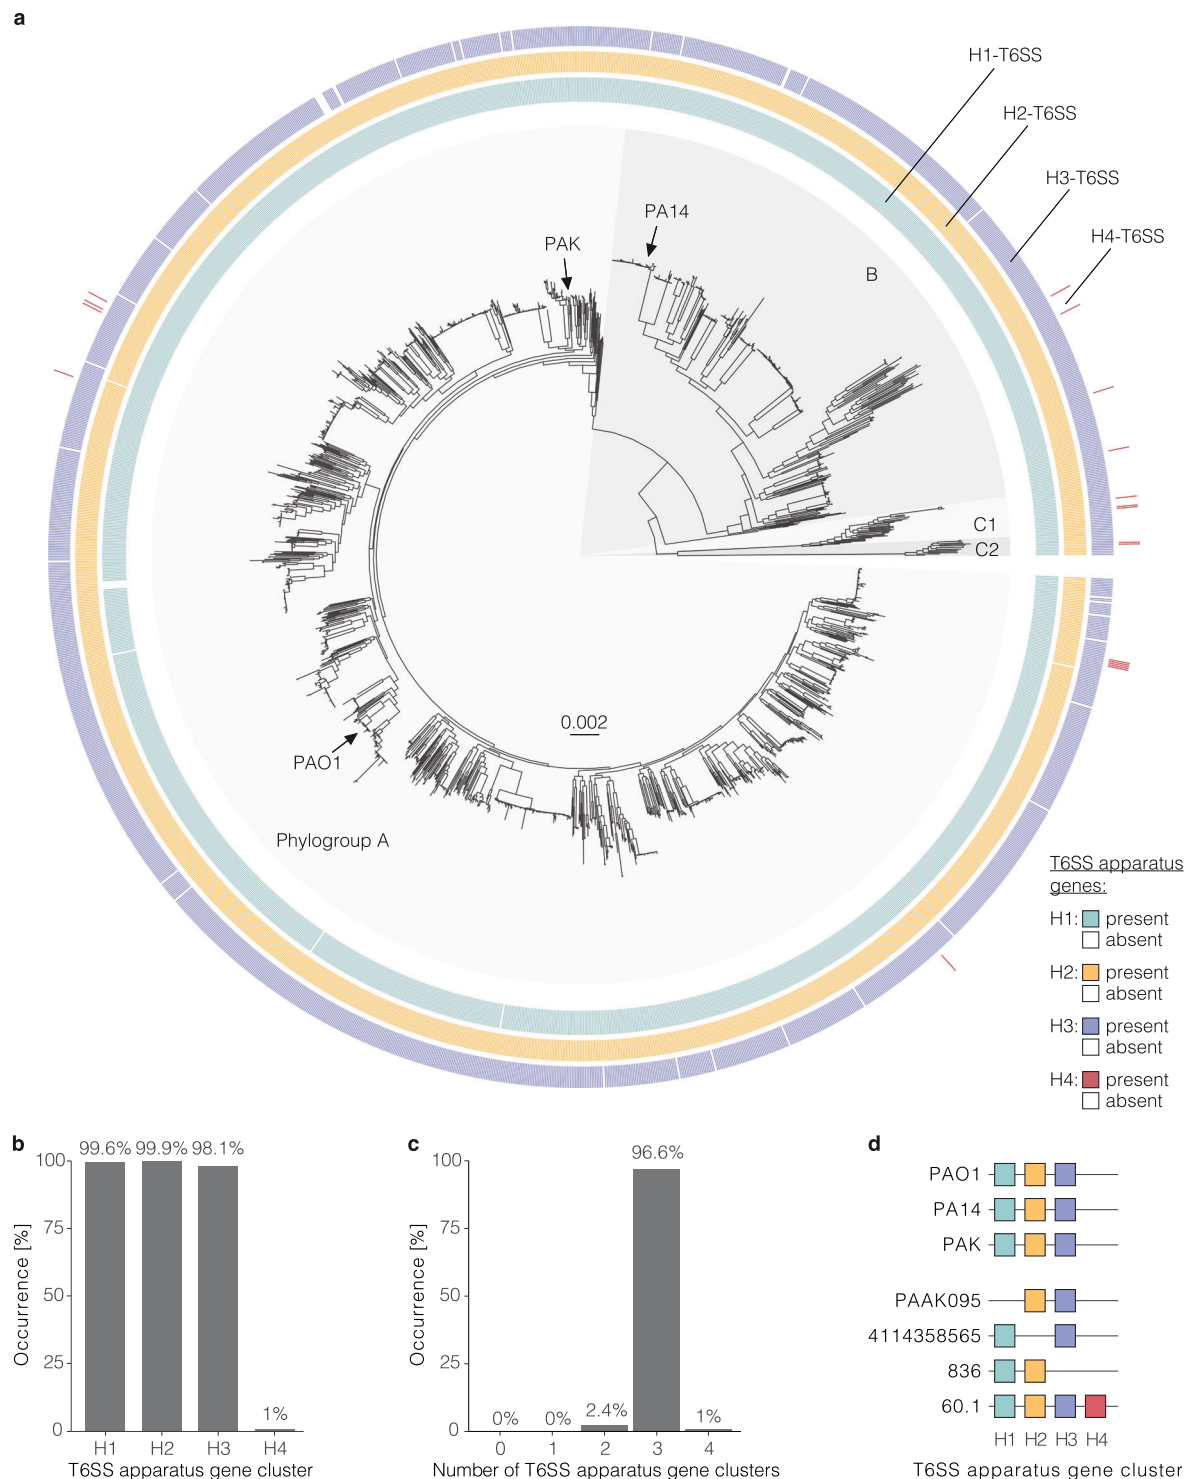 a
H1-T6SS
H2-T6SS
H3-T6SS
H4-T6SS
PA14
PAK
B
C1
C2
0.002
PAO1
Phylogroup A
T6SS apparatus
genes:
H1: present
absent
H2: present
absent
H3: present
absent
H4: present
absent
b
99.6% 99.9% 98.1%
100
75
50
25
0
1%
Occurrence [%]
H1 H2 H3 H4
T6SS apparatus gene cluster
c
96.6%
100
75
50
25
0
0% 0% 2.4% 1%
Occurrence [%]
0 1 2 3 4
Number of T6SS apparatus gene clusters
d
PAO1
PA14
PAK
PAAK095
4114358565
836
60.1
H1 H2 H3 H4
T6SS apparatus gene cluster